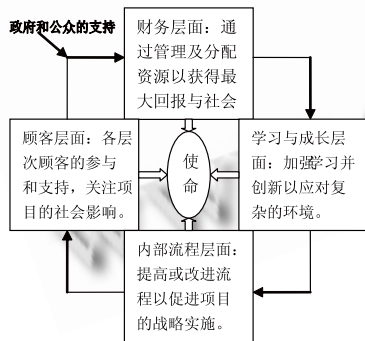 政府和公众的支持
财务层面：通
过管理及分配
资源以获得最
大回报与社会
顾客层面：各层
次顾客的参与
和支持，关注项
目的社会影响。
使
命
学习与成长层
面：加强学习并
创新以应对复
杂的环境。
内部流程层面：
提高或改进流
程以促进项目
的战略实施。